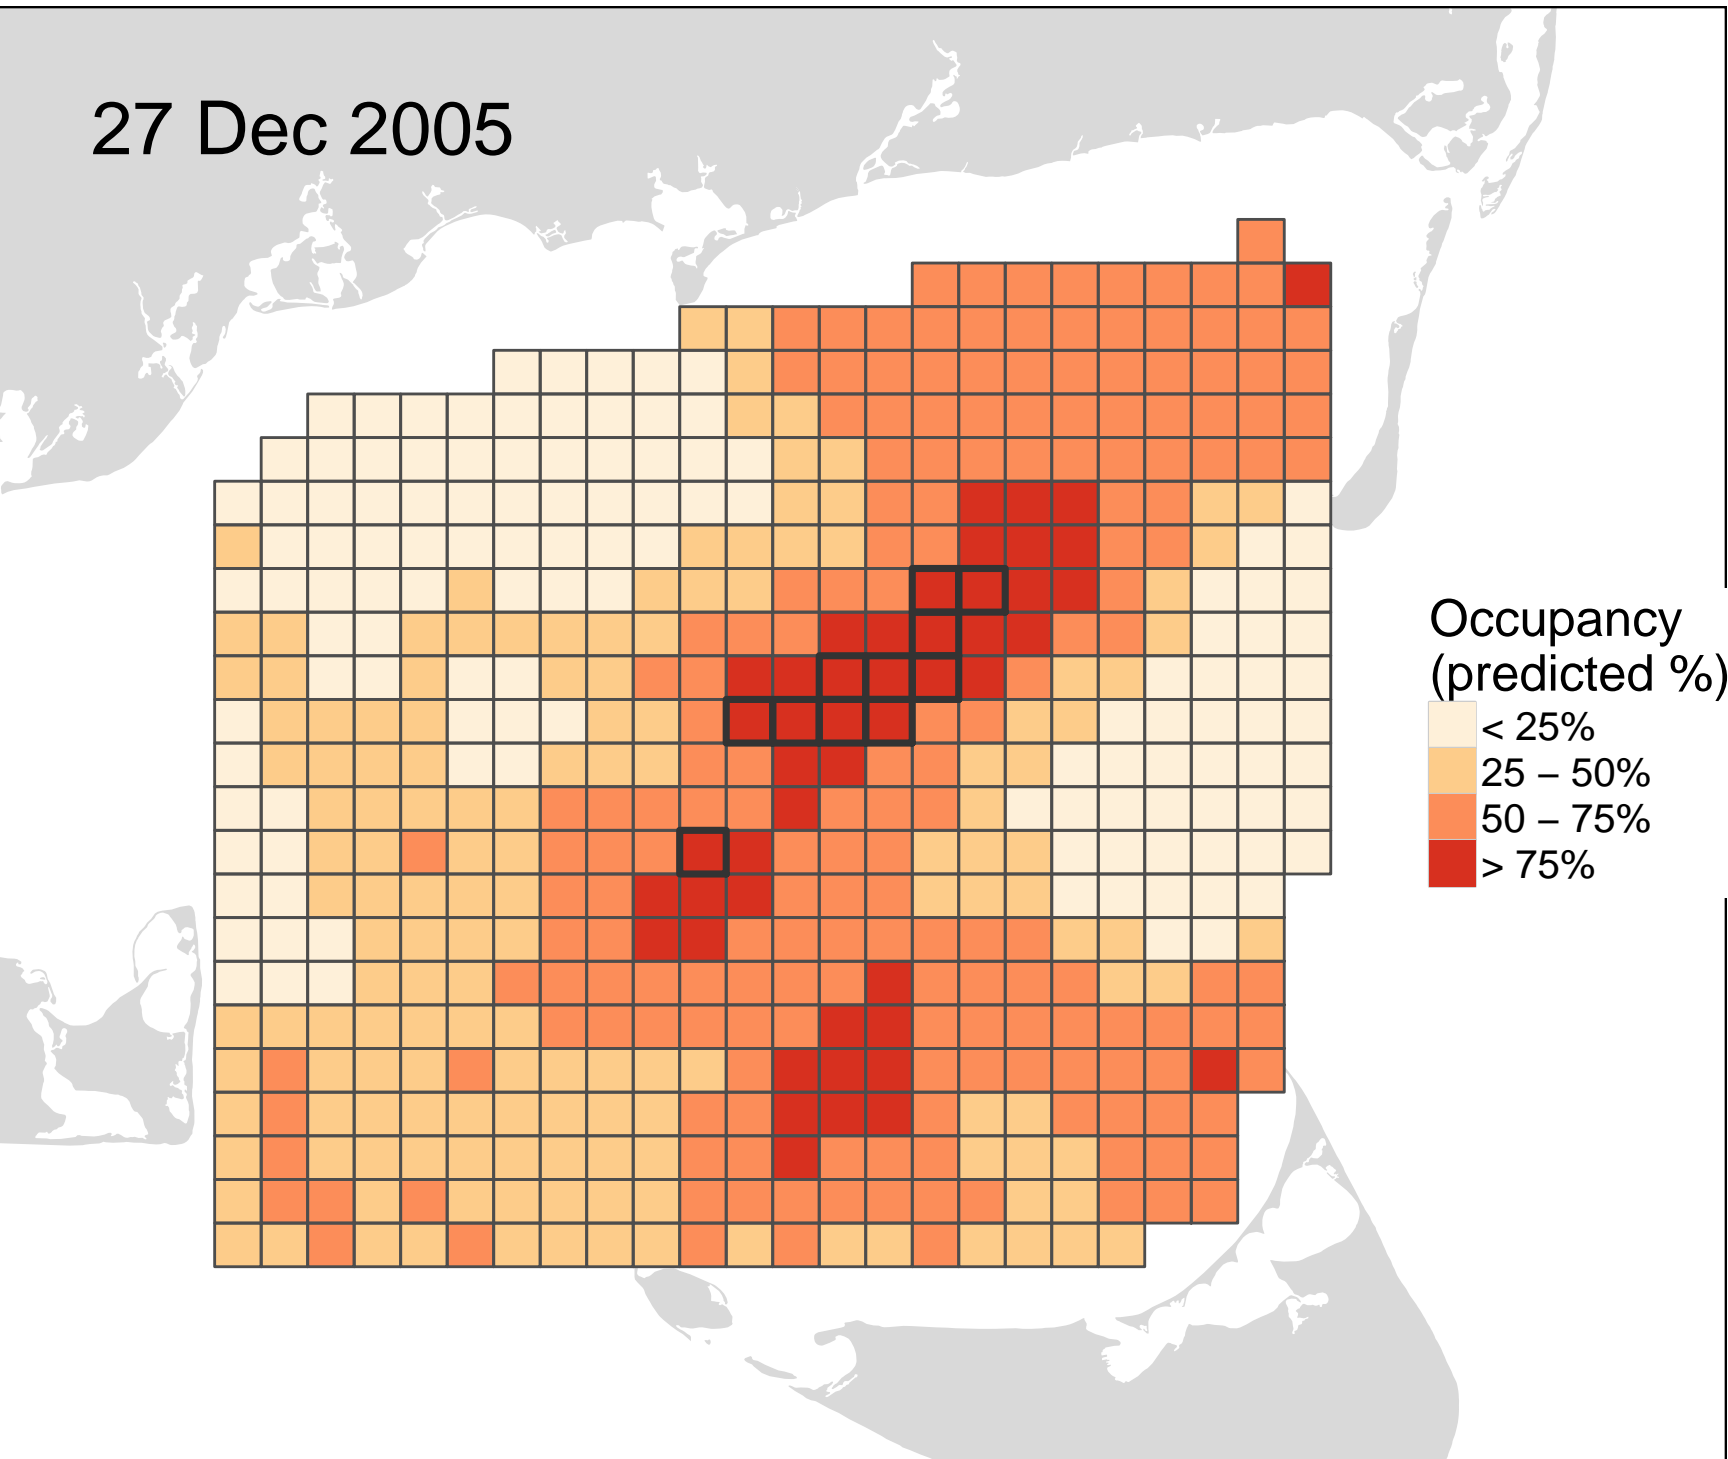 27 Dec 2005
Occupancy
(predicted %)
< 25%
25 – 50%
50 – 75%
> 75%